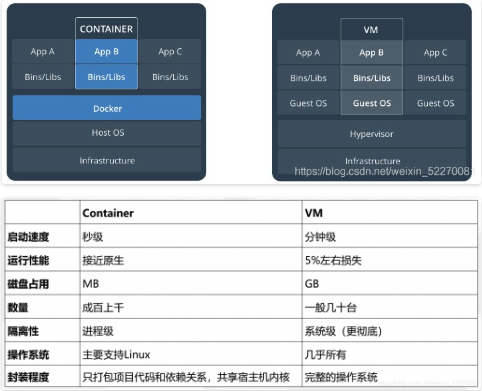 CONTAINER
App A App B App C
Bins/Libs Bins/Libs Bins/Libs
Docker
Host OS
Infrastructure
VM
App A App B App C
Bins/Libs Bins/Libs Bins/Libs
Guest OS Guest OS Guest OS
Hypervisor
Infrastructure
https://blog.csdn.net/weixin_5227008
Container VM
启动速度 秒级 分钟级
运行性能 接近原生 5%左右损失
磁盘占用 MB GB
数量 成百上千 一般几十台
隔离性 进程级 系统级（更彻底）
操作系统 主要支持Linux 几乎所有
封装程度 只打包项目代码和依赖关系，共享宿主机内核 完整的操作系统